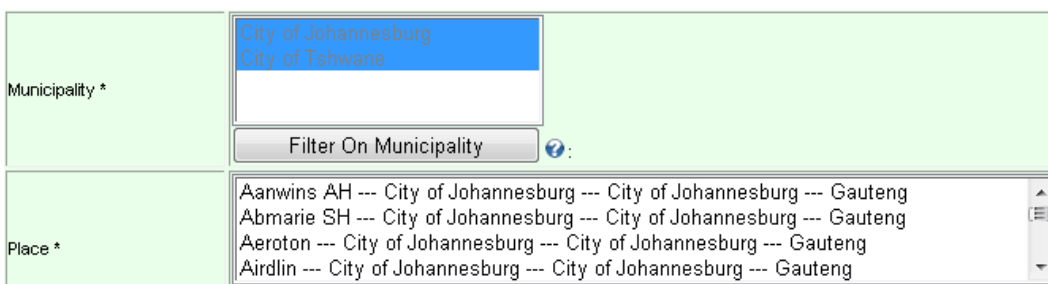 Municipality *
City of Johannesburg
City of Tshwane
Filter On Municipality
:
Place *
Aanwins AH --- City of Johannesburg --- City of Johannesburg --- Gauteng
Abmarie SH --- City of Johannesburg --- City of Johannesburg --- Gauteng
Aeroton --- City of Johannesburg --- City of Johannesburg --- Gauteng
Airdlin --- City of Johannesburg --- City of Johannesburg --- Gauteng